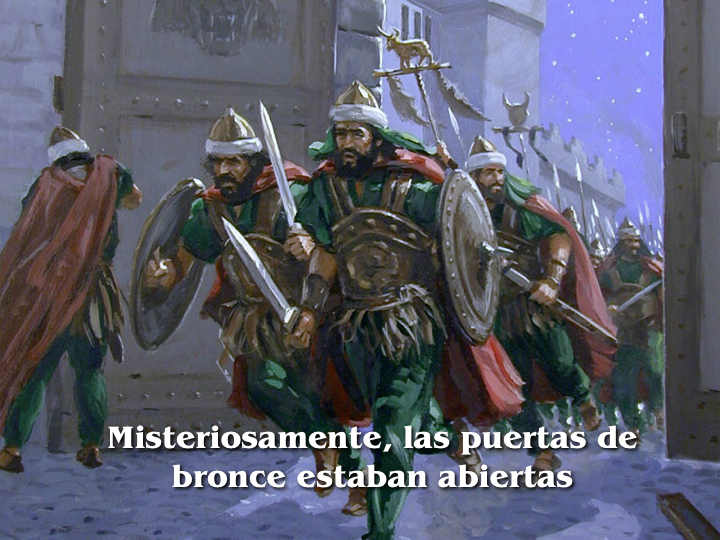 Misteriosamente, las puertas de
bronce estaban abiertas